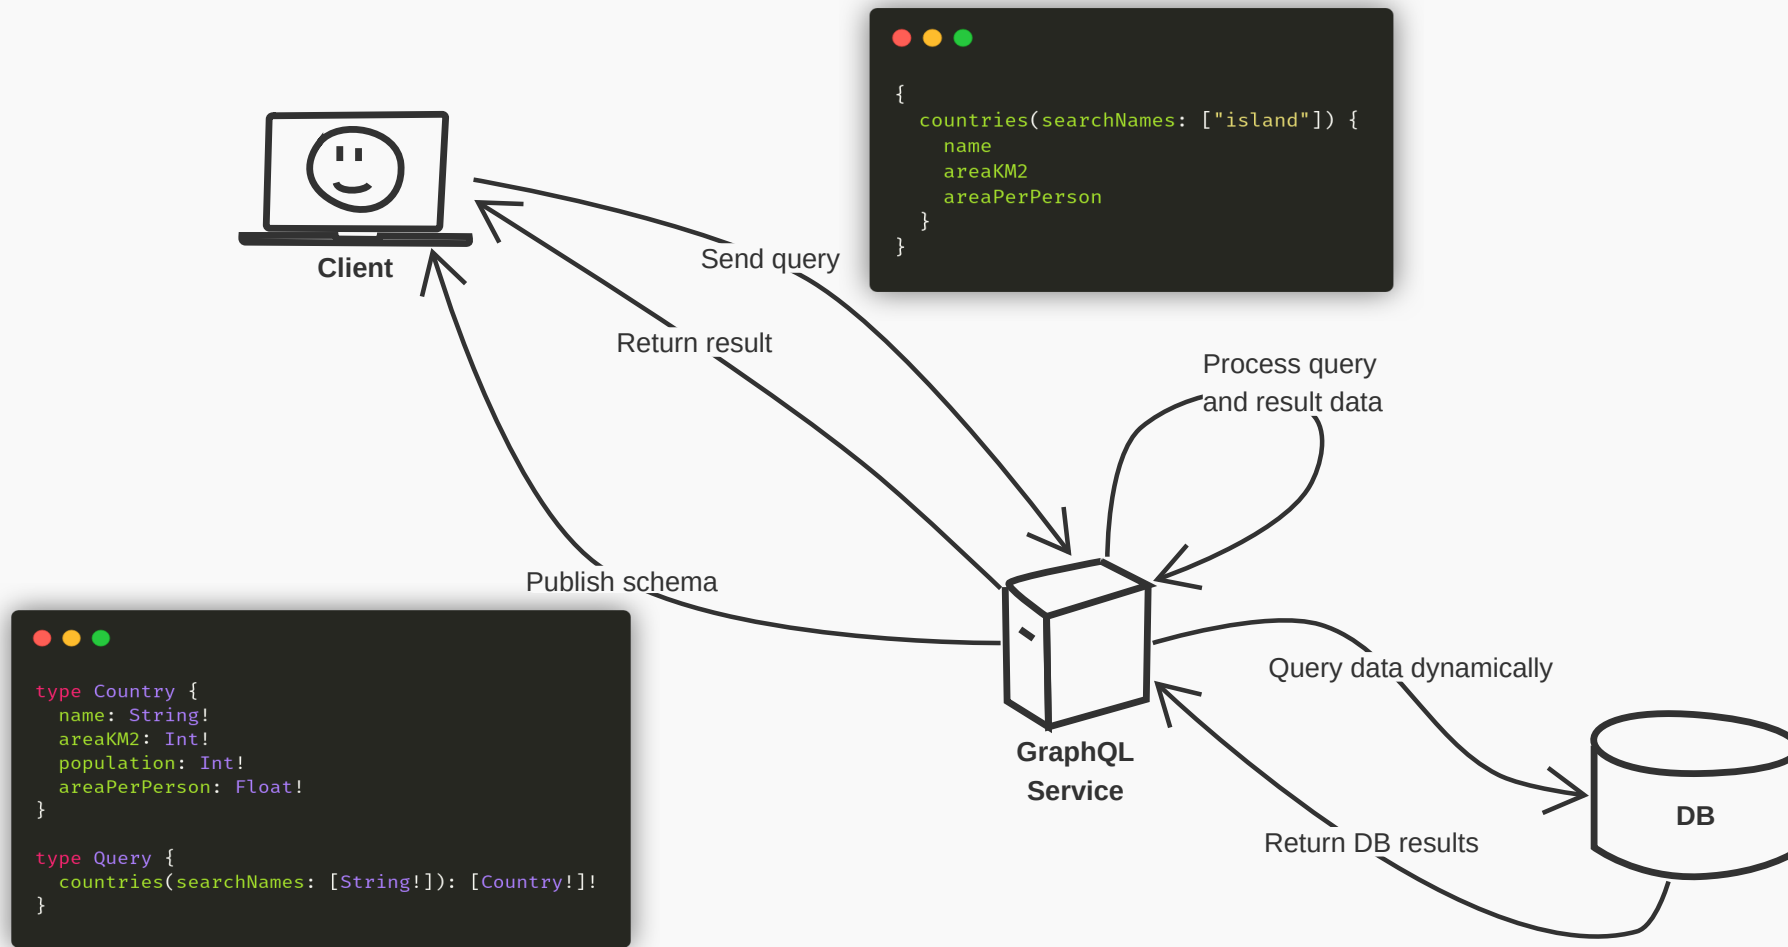 {
  countries(searchNames: ["island"]) {
    name
    areaKM2
    areaPerPerson
  }
}
Client
Send query
Return result
Process query
and result data
Publish schema
type Country {
  name: String!
  areaKM2: Int!
  population: Int!
  areaPerPerson: Float!
}
type Query {
  countries(searchNames: [String!]): [Country!]!
}
GraphQL
Service
Query data dynamically
DB
Return DB results